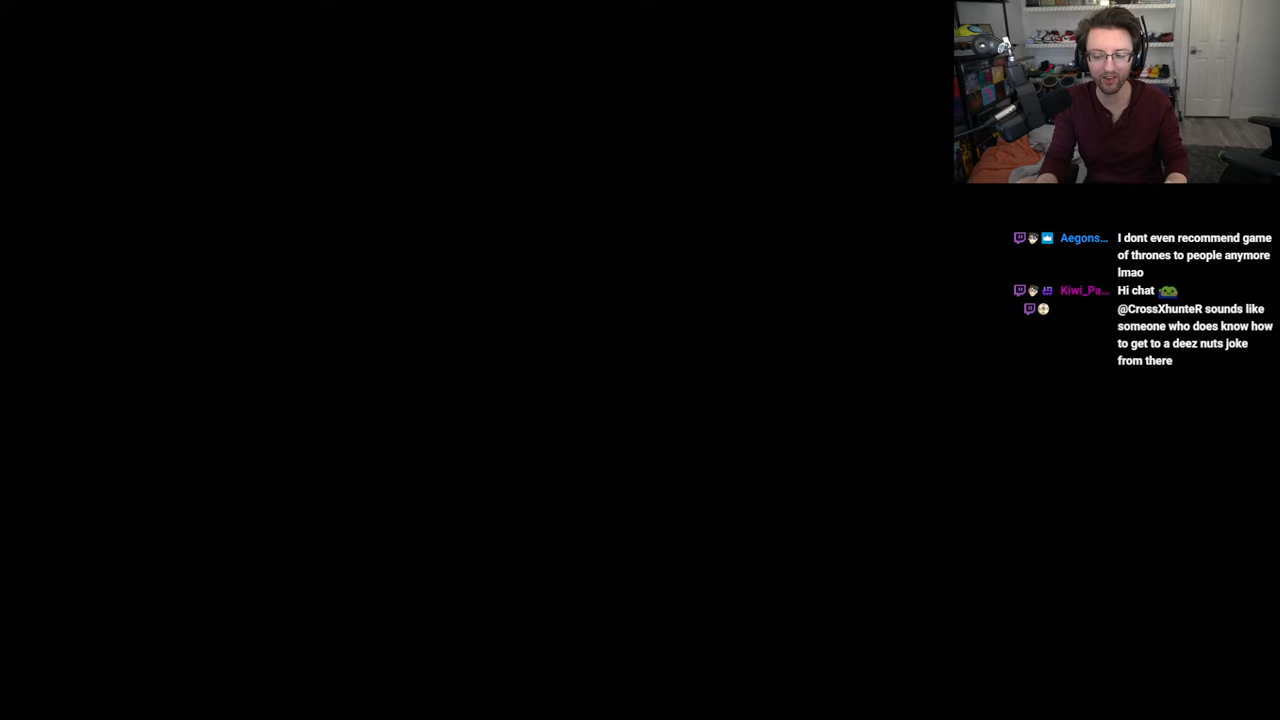 Aegons... I dont even recommend game
of thrones to people anymore
lmao
Kiwi_Pa... Hi chat
@CrossXhunteR sounds like
someone who does know how
to get to a deez nuts joke
from there